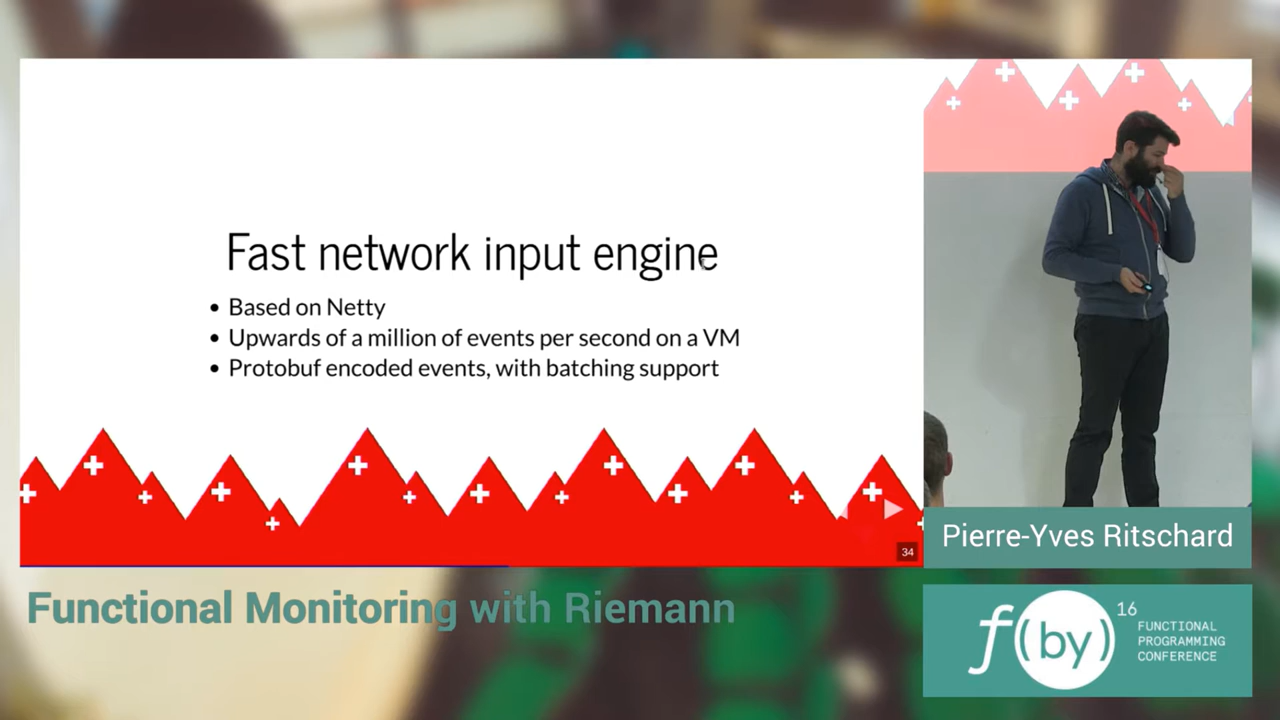 Fast network input engine
Based on Netty
Upwards of a million of events per second on a VM
Protobuf encoded events, with batching support
34
Pierre-Yves Ritschard
Functional Monitoring with Riemann
f(by)
16
FUNCTIONAL
PROGRAMMING
CONFERENCE